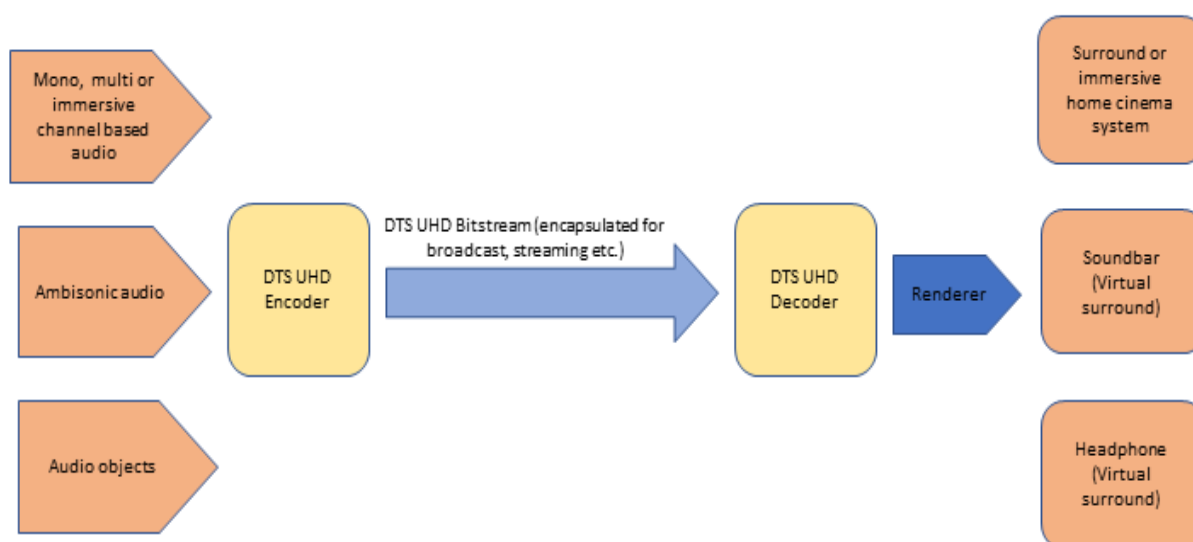 Mono, multi or
immersive
channel based
audio
Ambisonic audio
Audio objects
DTS UHD
Encoder
DTS UHD Bitstream (encapsulated for
broadcast, streaming etc.)
DTS UHD
Decoder
Renderer
Surround or
immersive
home cinema
system
Soundbar
(Virtual
surround)
Headphone
(Virtual
surround)